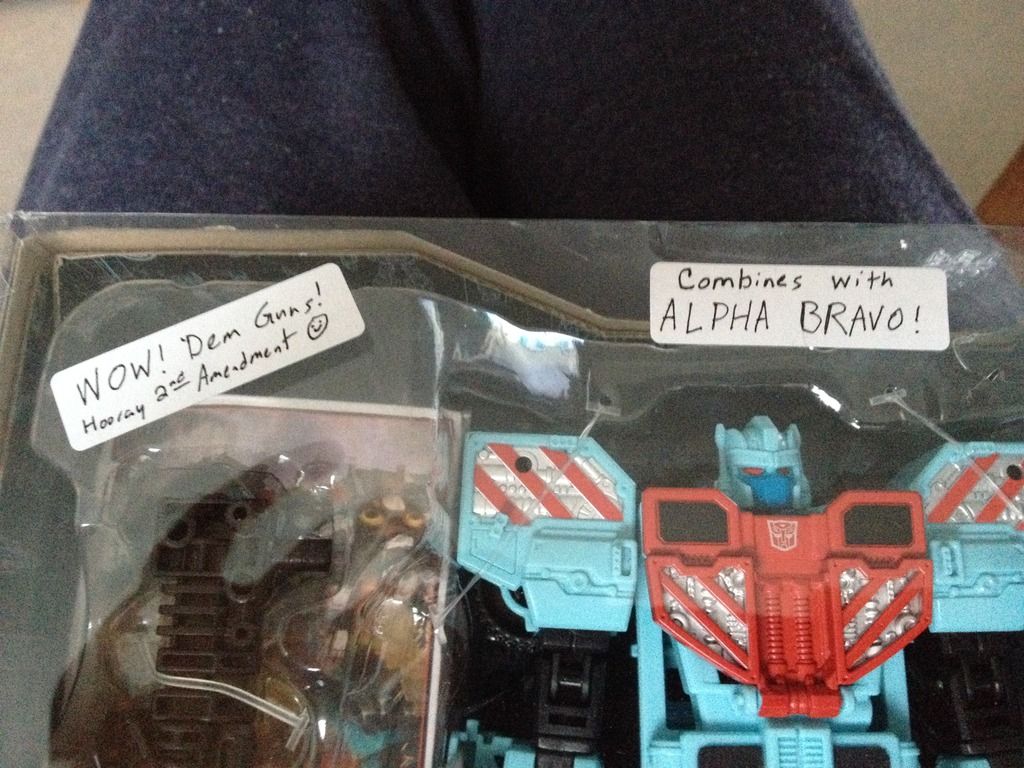 WOW! Dem Guns!
Hooray 2nd Amendment ☺
Combines with
ALPHA BRAVO!